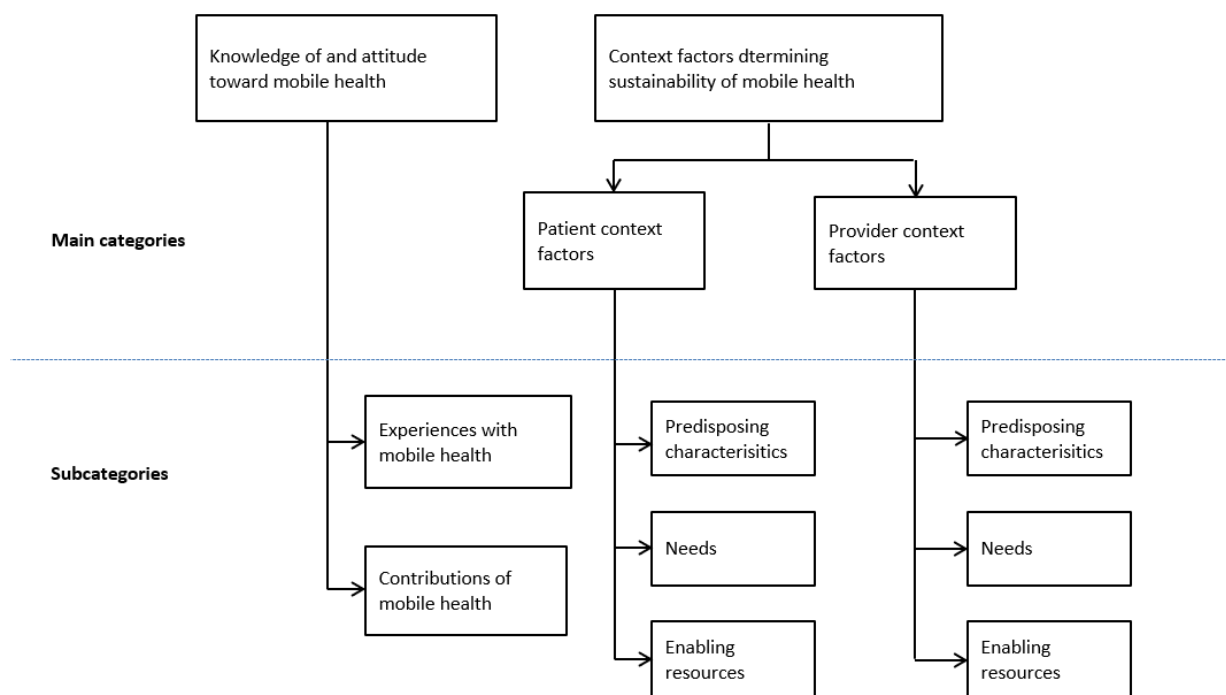 Knowledge of and attitude
toward mobile health
Context factors dtermining
sustainability of mobile health
Main categories
Patient context
factors
Provider context
factors
Subcategories
Experiences with
mobile health
Predisposing
characterisitics
Predisposing
characterisitics
Contributions of
mobile health
Needs
Needs
Enabling
resources
Enabling
resources